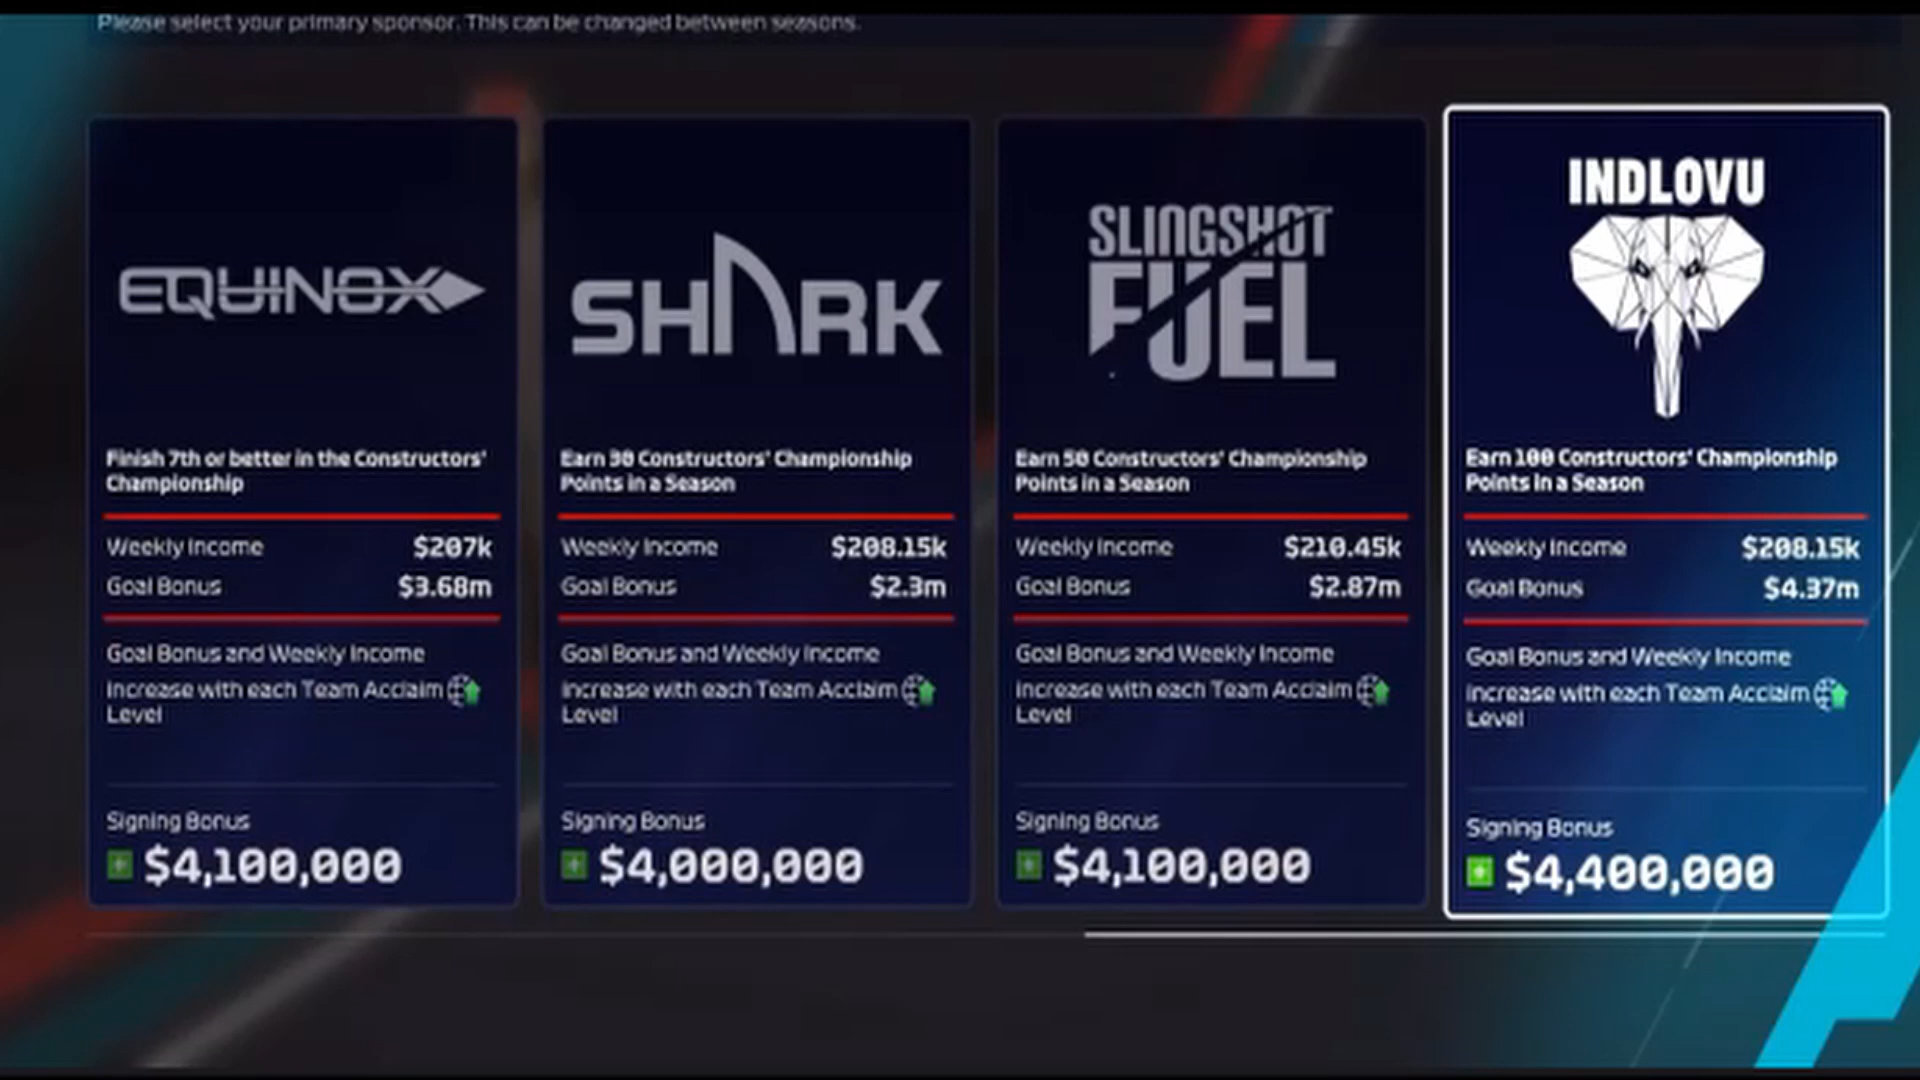 Please select your primary sponsor. This can be changed between seasons.
EQUINOX
Finish 7th or better in the Constructors'
Championship
Weekly Income $207k
Goal Bonus $3.68m
Goal Bonus and Weekly Income
Increase with each Team Acclaim
Level
Signing Bonus
$4,100,000
SHARK
Earn 30 Constructors' Championship
Points in a Season
Weekly Income $208.15k
Goal Bonus $2.3m
Goal Bonus and Weekly Income
Increase with each Team Acclaim
Level
Signing Bonus
$4,000,000
SLINGSHOT
FUEL
Earn 50 Constructors' Championship
Points in a Season
Weekly Income $210.45k
Goal Bonus $2.87m
Goal Bonus and Weekly Income
Increase with each Team Acclaim
Level
Signing Bonus
$4,100,000
INDLOVU
Earn 100 Constructors' Championship
Points in a Season
Weekly Income $208.15k
Goal Bonus $4.37m
Goal Bonus and Weekly Income
Increase with each Team Acclaim
Level
Signing Bonus
$4,400,000